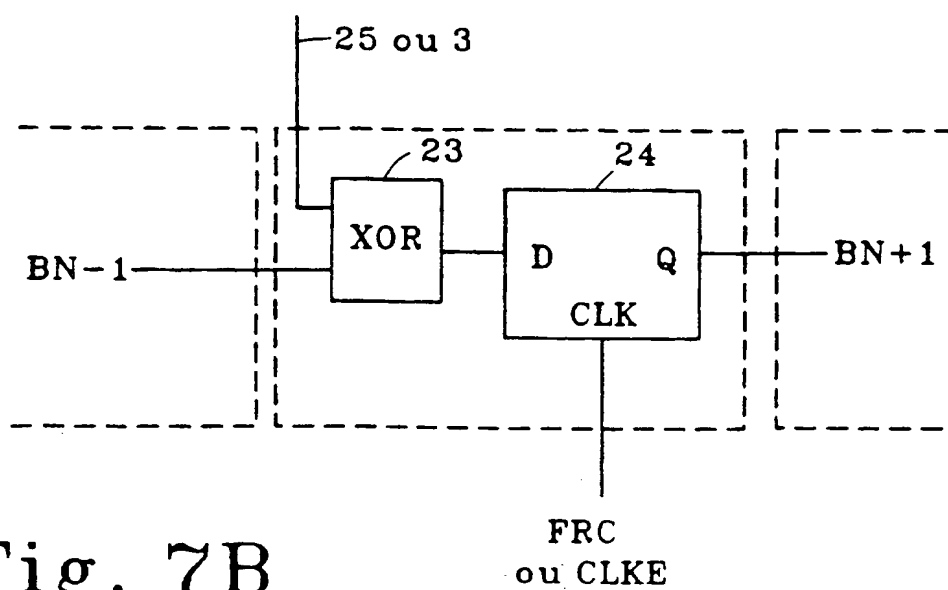 25 ou 3
23
24
XOR
BN-1
D
Q
BN+1
CLK
FRC
ou CLKE
Fig. 7B